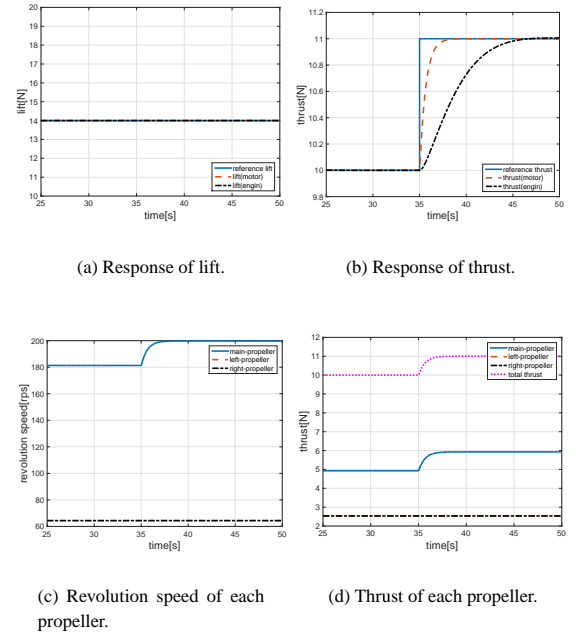 20
19
18
17
16
15
14
13
12
11
10
lift[N]
25 30 35 40 45 50
time[s]
reference lift
lift(motor)
lift(engin)
(a) Response of lift.
11.2
11
10.8
10.6
10.4
10.2
10
9.8
thrust[N]
25 30 35 40 45 50
time[s]
reference thrust
thrust(motor)
thrust(engin)
(b) Response of thrust.
200
180
160
140
120
100
80
60
revolution speed[rps]
25 30 35 40 45 50
time[s]
main-propeller
left-propeller
right-propeller
(c) Revolution speed of each
propeller.
12
11
10
9
8
7
6
5
4
3
2
thrust[N]
25 30 35 40 45 50
time[s]
main-propeller
left-propeller
right-propeller
total thrust
(d) Thrust of each propeller.